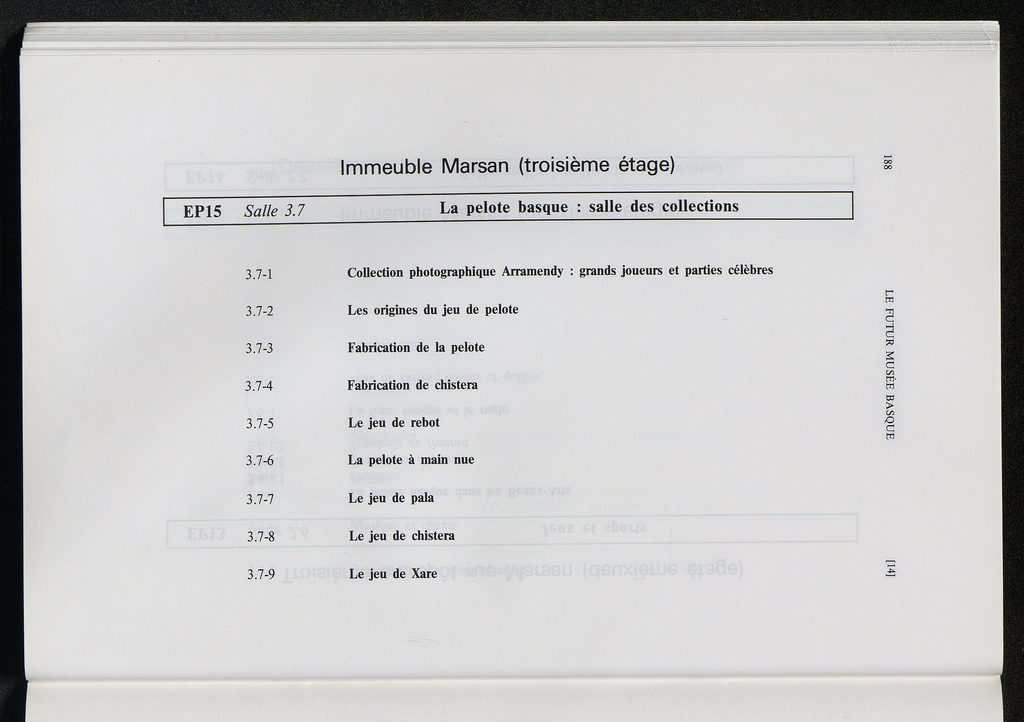 Immeuble Marsan (troisième étage)
EP15 Salle 3.7 La pelote basque : salle des collections
3.7-1 Collection photographique Arramendy : grands joueurs et parties célèbres
3.7-2 Les origines du jeu de pelote
3.7-3 Fabrication de la pelote
3.7-4 Fabrication de chistera
3.7-5 Le jeu de rebot
3.7-6 La pelote à main nue
3.7-7 Le jeu de pala
3.7-8 Le jeu de chistera
3.7-9 Le jeu de Xare
188
LE FUTUR MUSÉE BASQUE
[14]